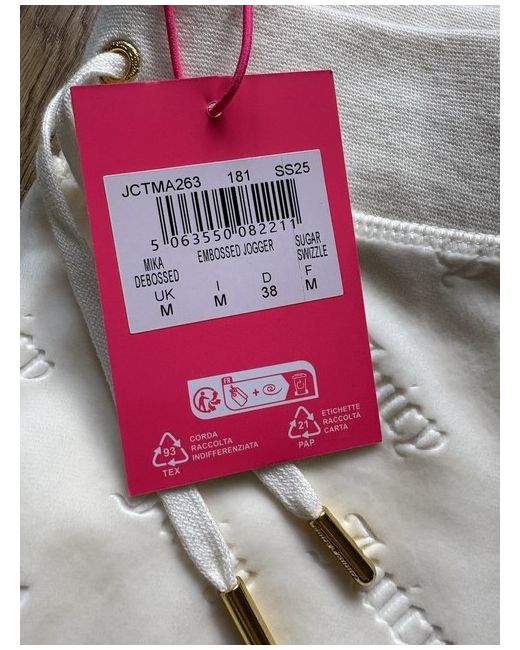 JCTMA263 181 SS25
5 063550 082211
MIKA DEBOSSED EMBOSSED JOGGER SUGAR SWIZZLE
UK I D F
M M 38 M
FR
+
CORDA
RACCOLTA
INDIFFERENZIATA
93
TEX
ETICHETTE
RACCOLTA
CARTA
21
PAP